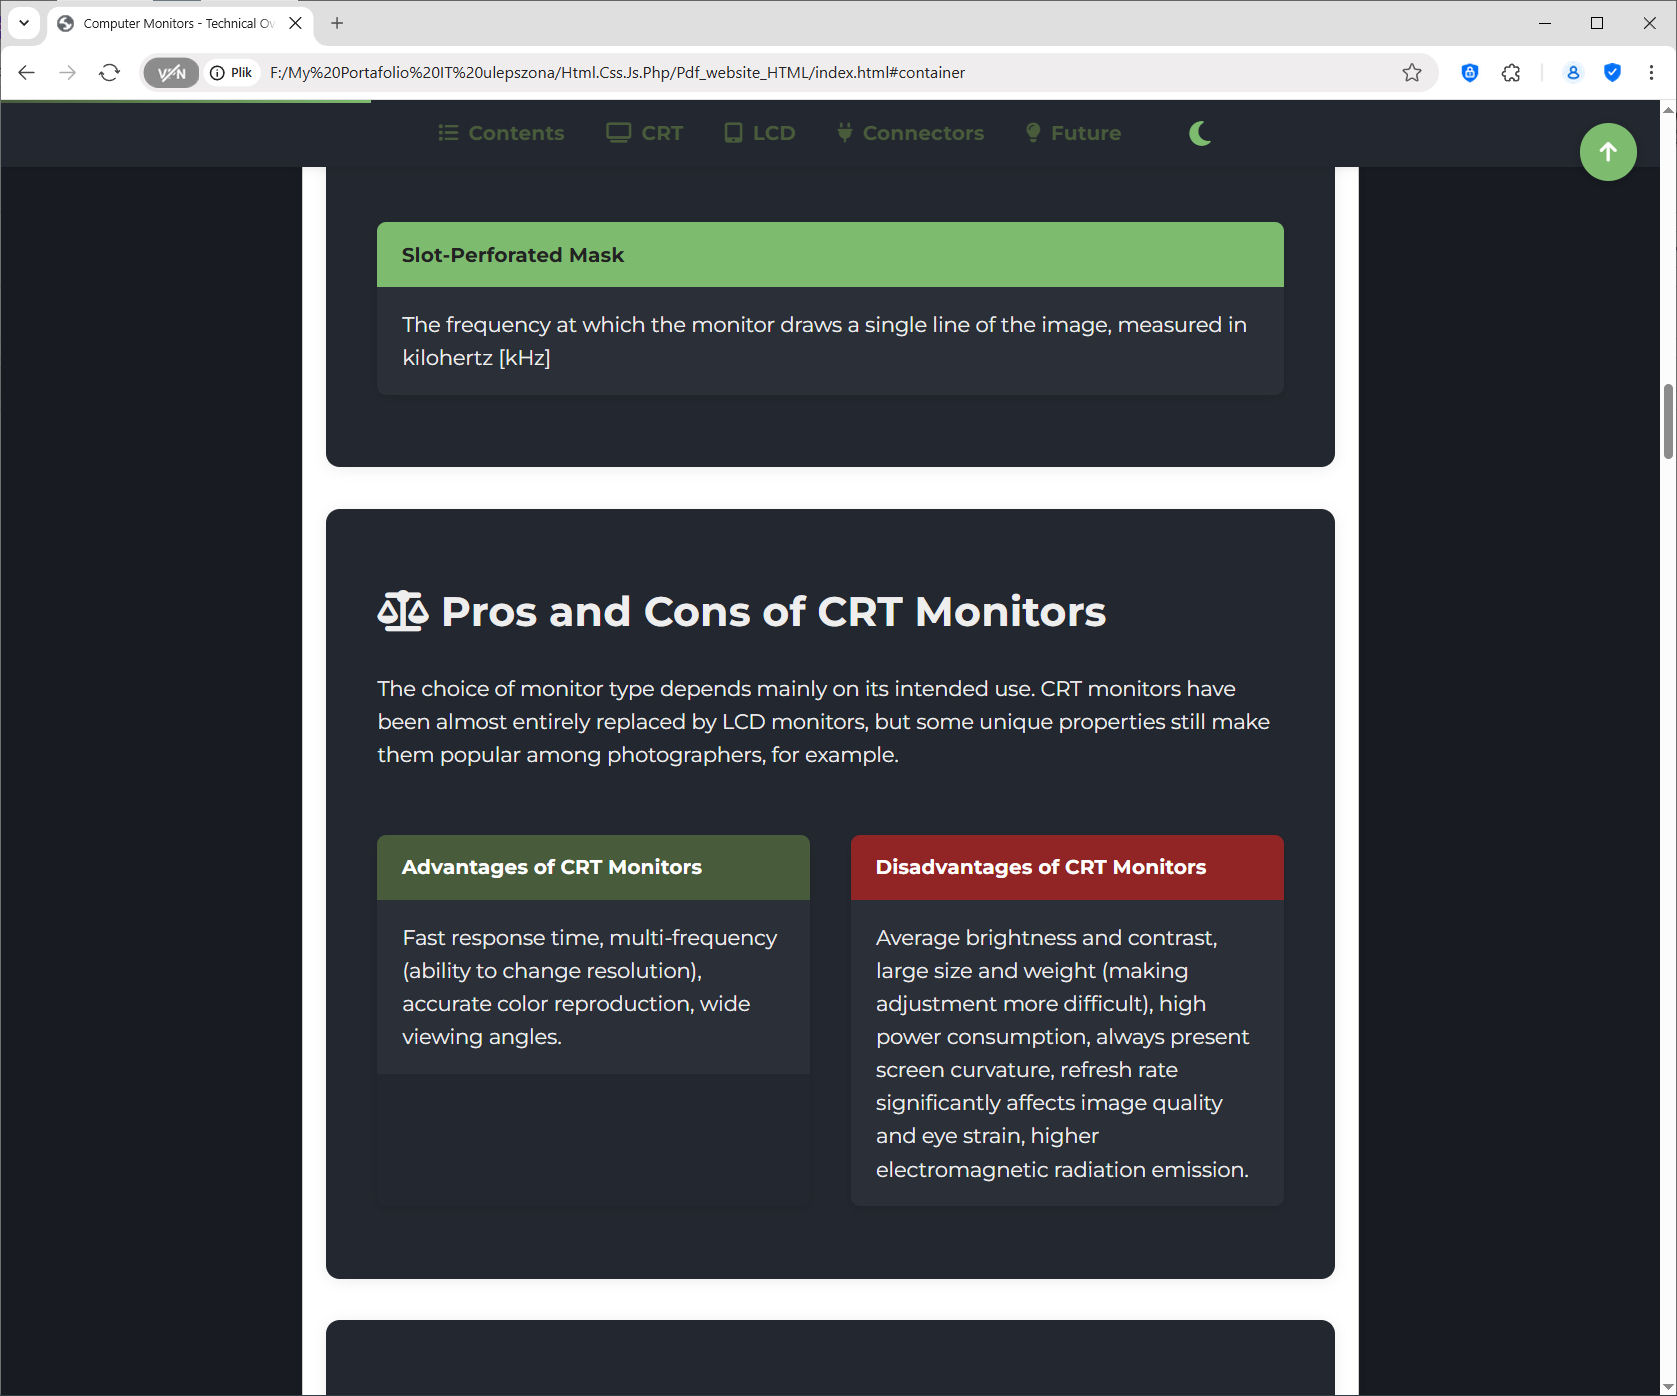 Computer Monitors - Technical Ov
VPN
Plik
F:/My%20Portafolio%20IT%20ulepszona/Html.Css.Js.Php/Pdf_website_HTML/index.html#container
Contents
CRT
LCD
Connectors
Future
Slot-Perforated Mask
The frequency at which the monitor draws a single line of the image, measured in
kilohertz [kHz]
Pros and Cons of CRT Monitors
The choice of monitor type depends mainly on its intended use. CRT monitors have
been almost entirely replaced by LCD monitors, but some unique properties still make
them popular among photographers, for example.
Advantages of CRT Monitors
Fast response time, multi-frequency
(ability to change resolution),
accurate color reproduction, wide
viewing angles.
Disadvantages of CRT Monitors
Average brightness and contrast,
large size and weight (making
adjustment more difficult), high
power consumption, always present
screen curvature, refresh rate
significantly affects image quality
and eye strain, higher
electromagnetic radiation emission.